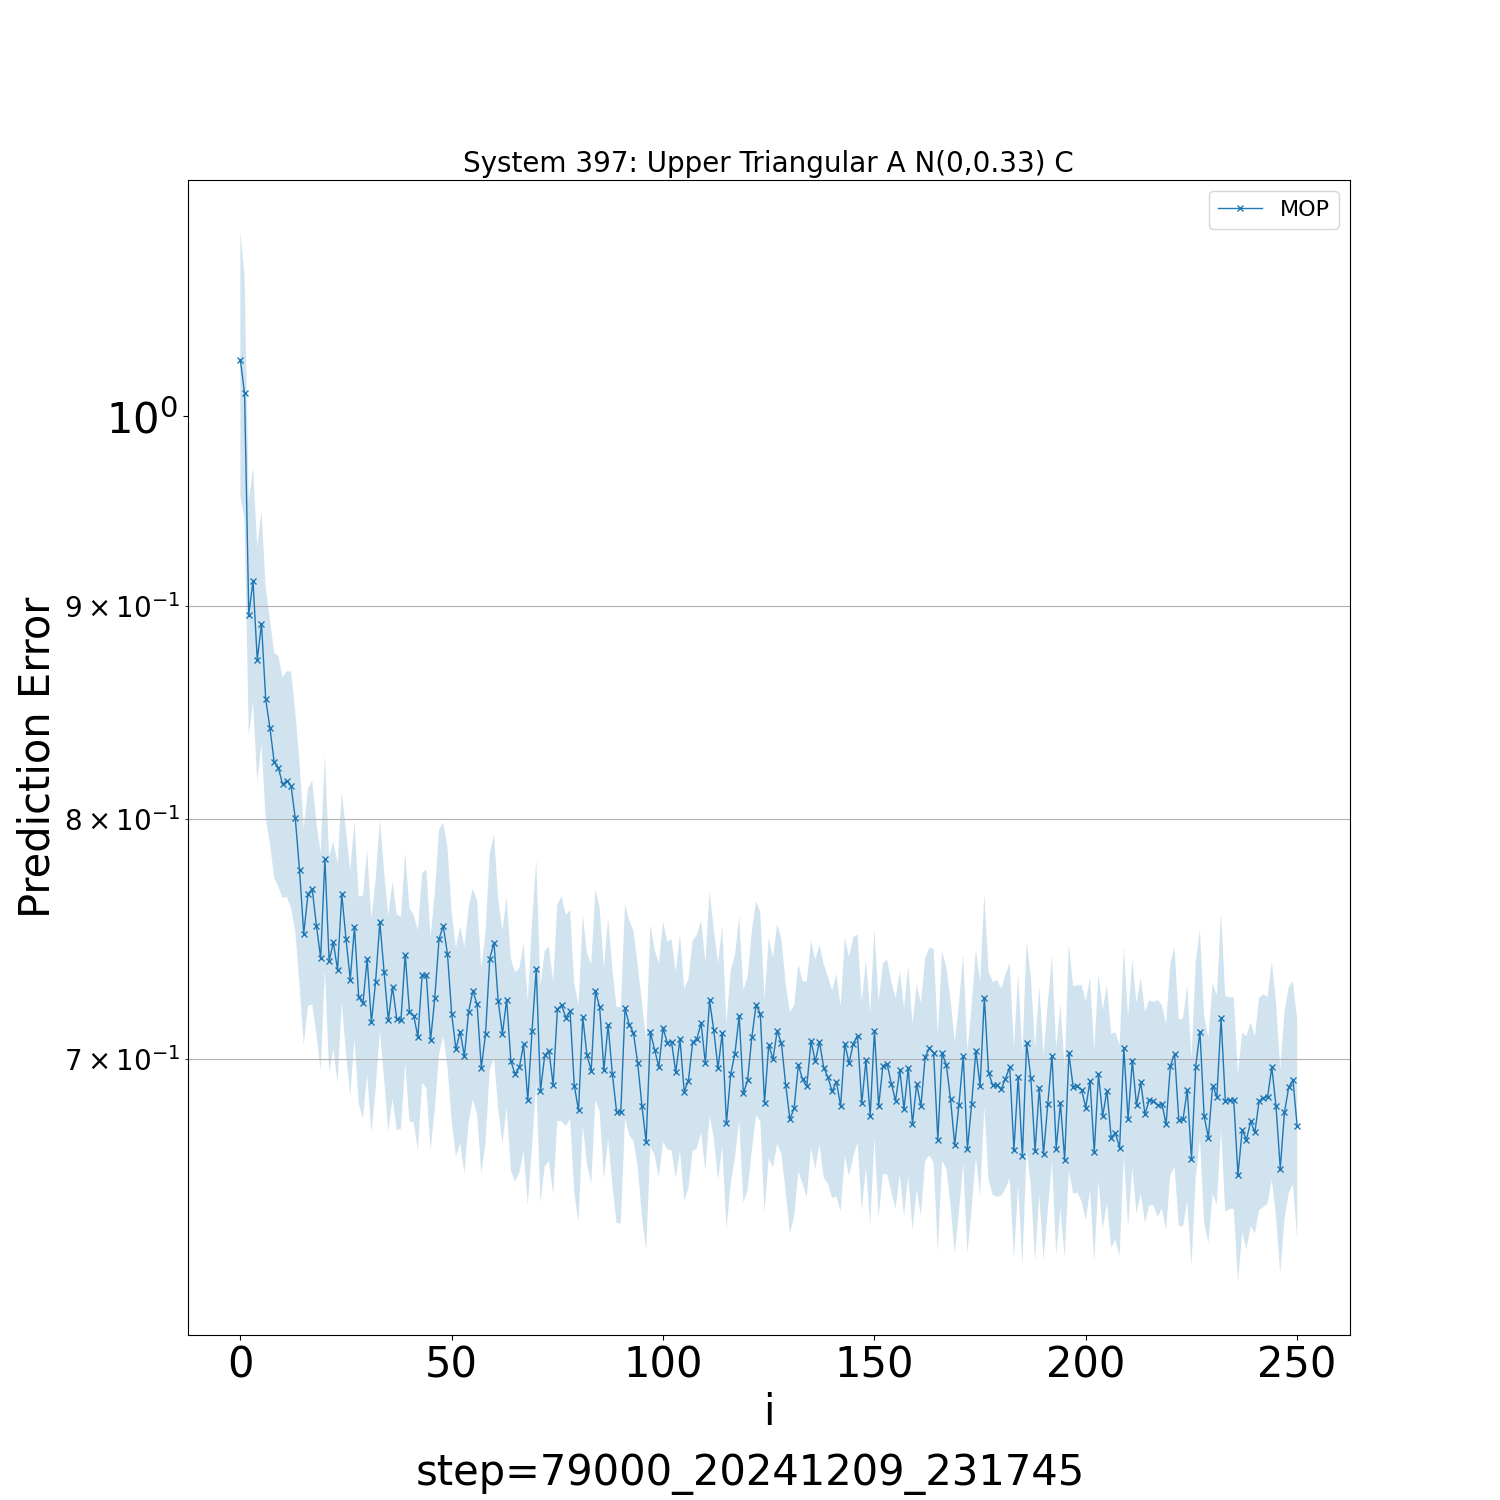 System 397: Upper Triangular A N(0,0.33) C
MOP
10⁰
9 × 10⁻¹
8 × 10⁻¹
7 × 10⁻¹
Prediction Error
0 50 100 150 200 250
i
step=79000_20241209_231745